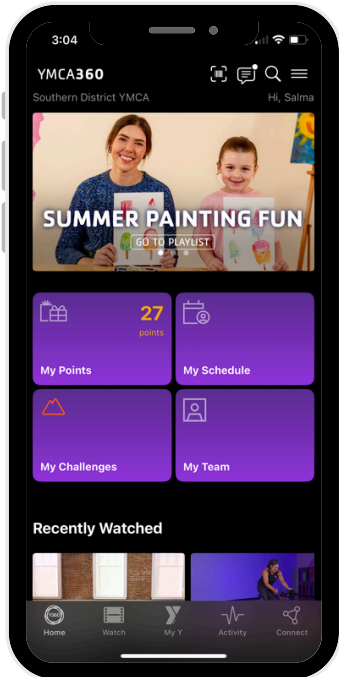 3:04
YMCA360
Southern District YMCA
Hi, Salma
SUMMER PAINTING FUN
GO TO PLAYLIST
27
points
My Points
My Schedule
My Challenges
My Team
Recently Watched
Y360
Home
Watch
My Y
Activity
Connect